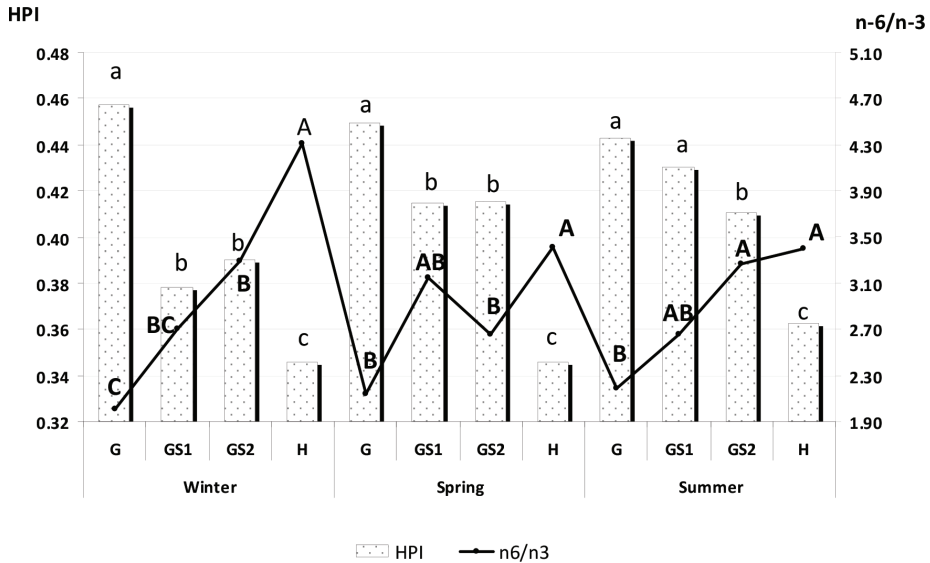 HPI
n-6/n-3
0.48 5.10
a
0.46 a 4.70
A a a
0.44 4.30
b b b
0.42 3.90
b A A
0.40 3.50
b AB A
0.38 B 3.10
BC B AB c
0.36 c c 2.70
C B B
0.34 2.30
0.32 1.90
G GS1 GS2 H G GS1 GS2 H G GS1 GS2 H
Winter Spring Summer
HPI n6/n3